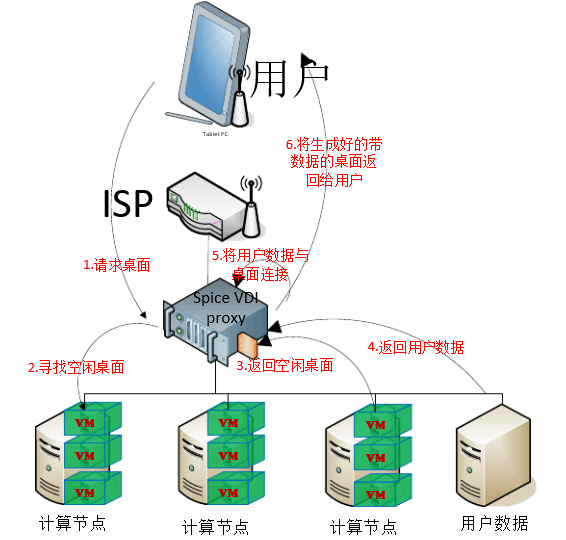 用户
Tablet PC
6.将生成好的带
数据的桌面返
回给用户
ISP
1.请求桌面
5.将用户数据与
桌面连接
Spice VDI
proxy
2.寻找空闲桌面
3.返回空闲桌面
4.返回用户数据
VM
VM
VM
VM
VM
VM
VM
VM
VM
计算节点
计算节点
计算节点
用户数据